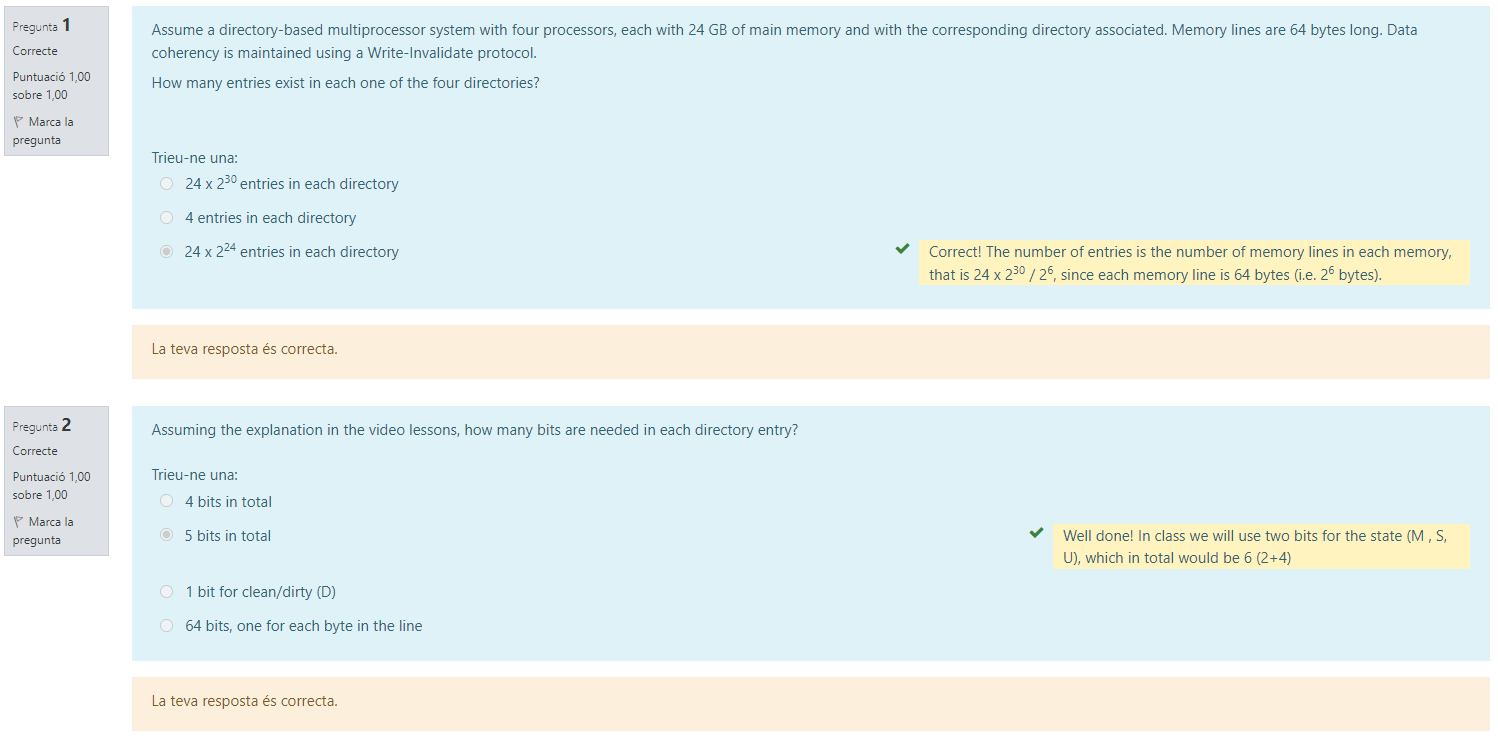 Pregunta 1
Correcte
Puntuació 1,00
sobre 1,00
Marca la
pregunta
Assume a directory-based multiprocessor system with four processors, each with 24 GB of main memory and with the corresponding directory associated. Memory lines are 64 bytes long. Data
coherency is maintained using a Write-Invalidate protocol.
How many entries exist in each one of the four directories?
Trieu-ne una:
24 x 2^30 entries in each directory
4 entries in each directory
24 x 2^24 entries in each directory
Correct! The number of entries is the number of memory lines in each memory,
that is 24 x 2^30 / 2^6, since each memory line is 64 bytes (i.e. 2^6 bytes).
La teva resposta és correcta.
Pregunta 2
Correcte
Puntuació 1,00
sobre 1,00
Marca la
pregunta
Assuming the explanation in the video lessons, how many bits are needed in each directory entry?
Trieu-ne una:
4 bits in total
5 bits in total
Well done! In class we will use two bits for the state (M , S,
U), which in total would be 6 (2+4)
1 bit for clean/dirty (D)
64 bits, one for each byte in the line
La teva resposta és correcta.